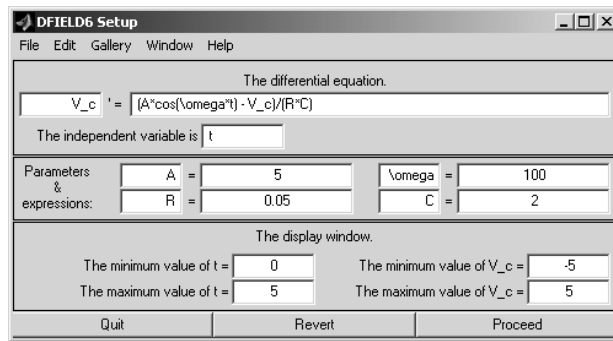 DFIELD6 Setup
File Edit Gallery Window Help
The differential equation.
V_c ' = (A*cos(\omega*t) - V_c)/(R*C)
The independent variable is t
Parameters & expressions:
A = 5 \omega = 100
R = 0.05 C = 2
The display window.
The minimum value of t = 0 The minimum value of V_c = -5
The maximum value of t = 5 The maximum value of V_c = 5
Quit Revert Proceed